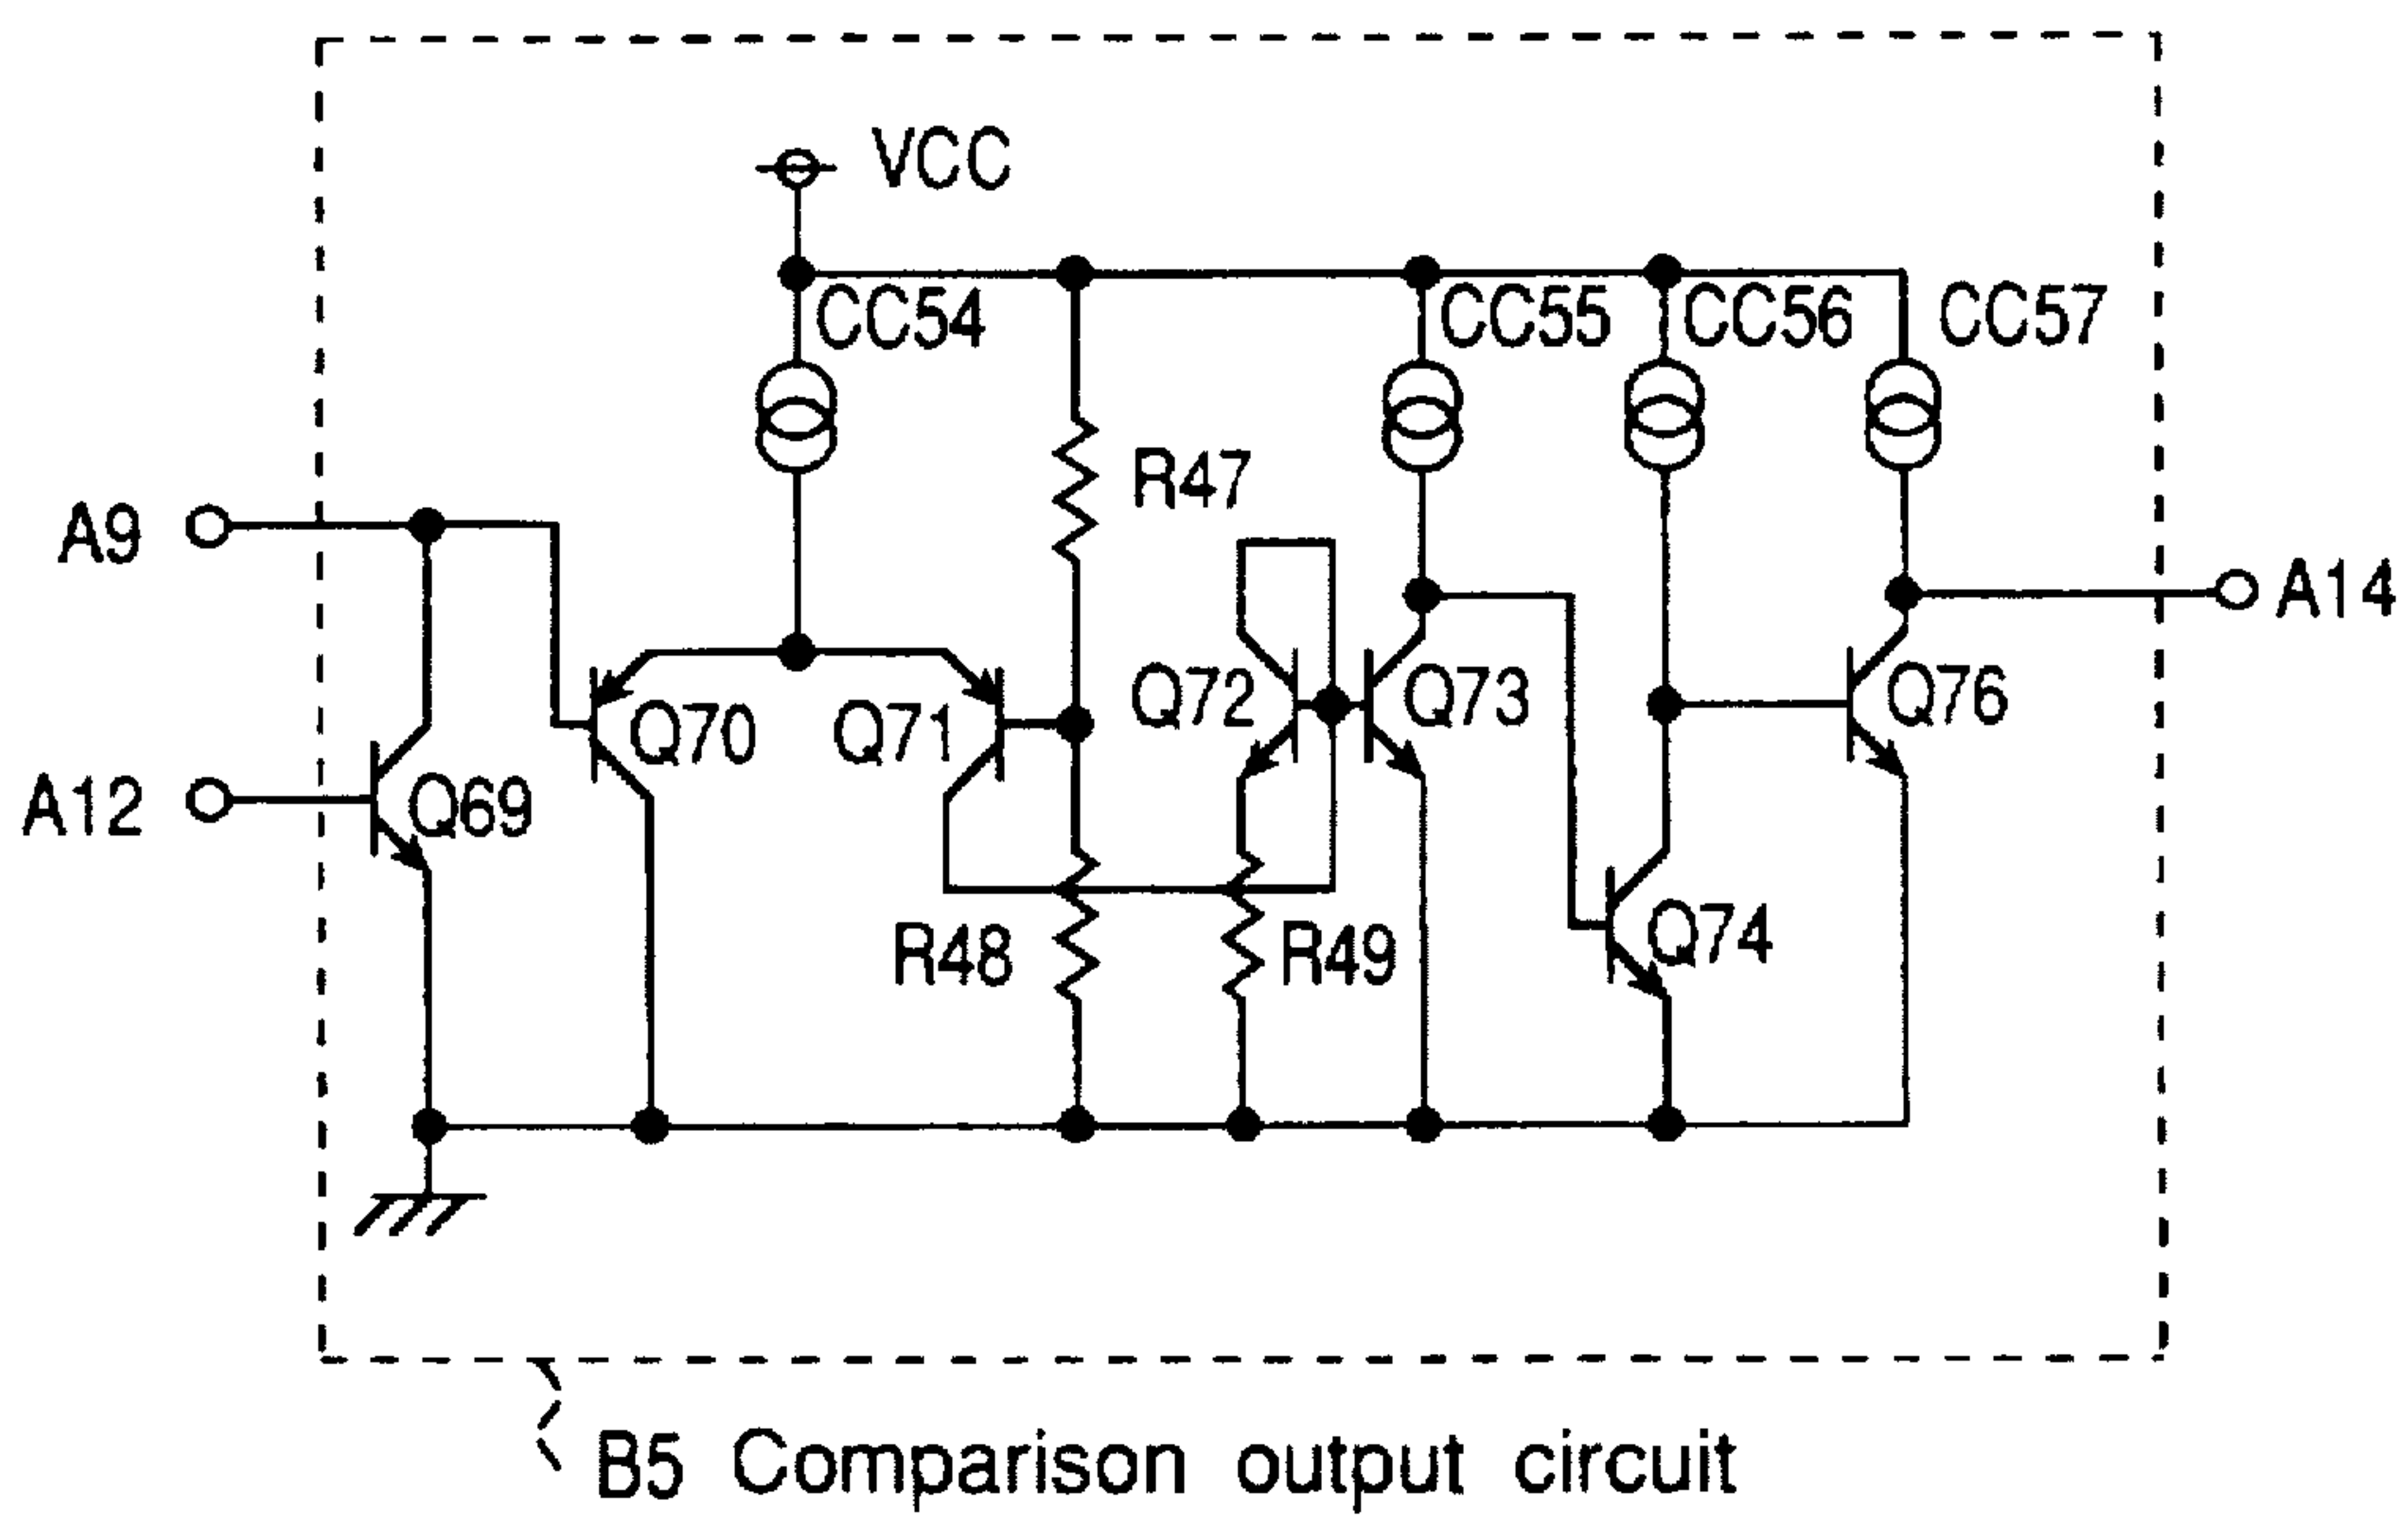 VCC
CC54
CC55
CC56
CC57
R47
A9
A14
Q72
Q73
Q76
Q70
Q71
A12
Q69
R48
R49
Q74
B5 Comparison output circuit